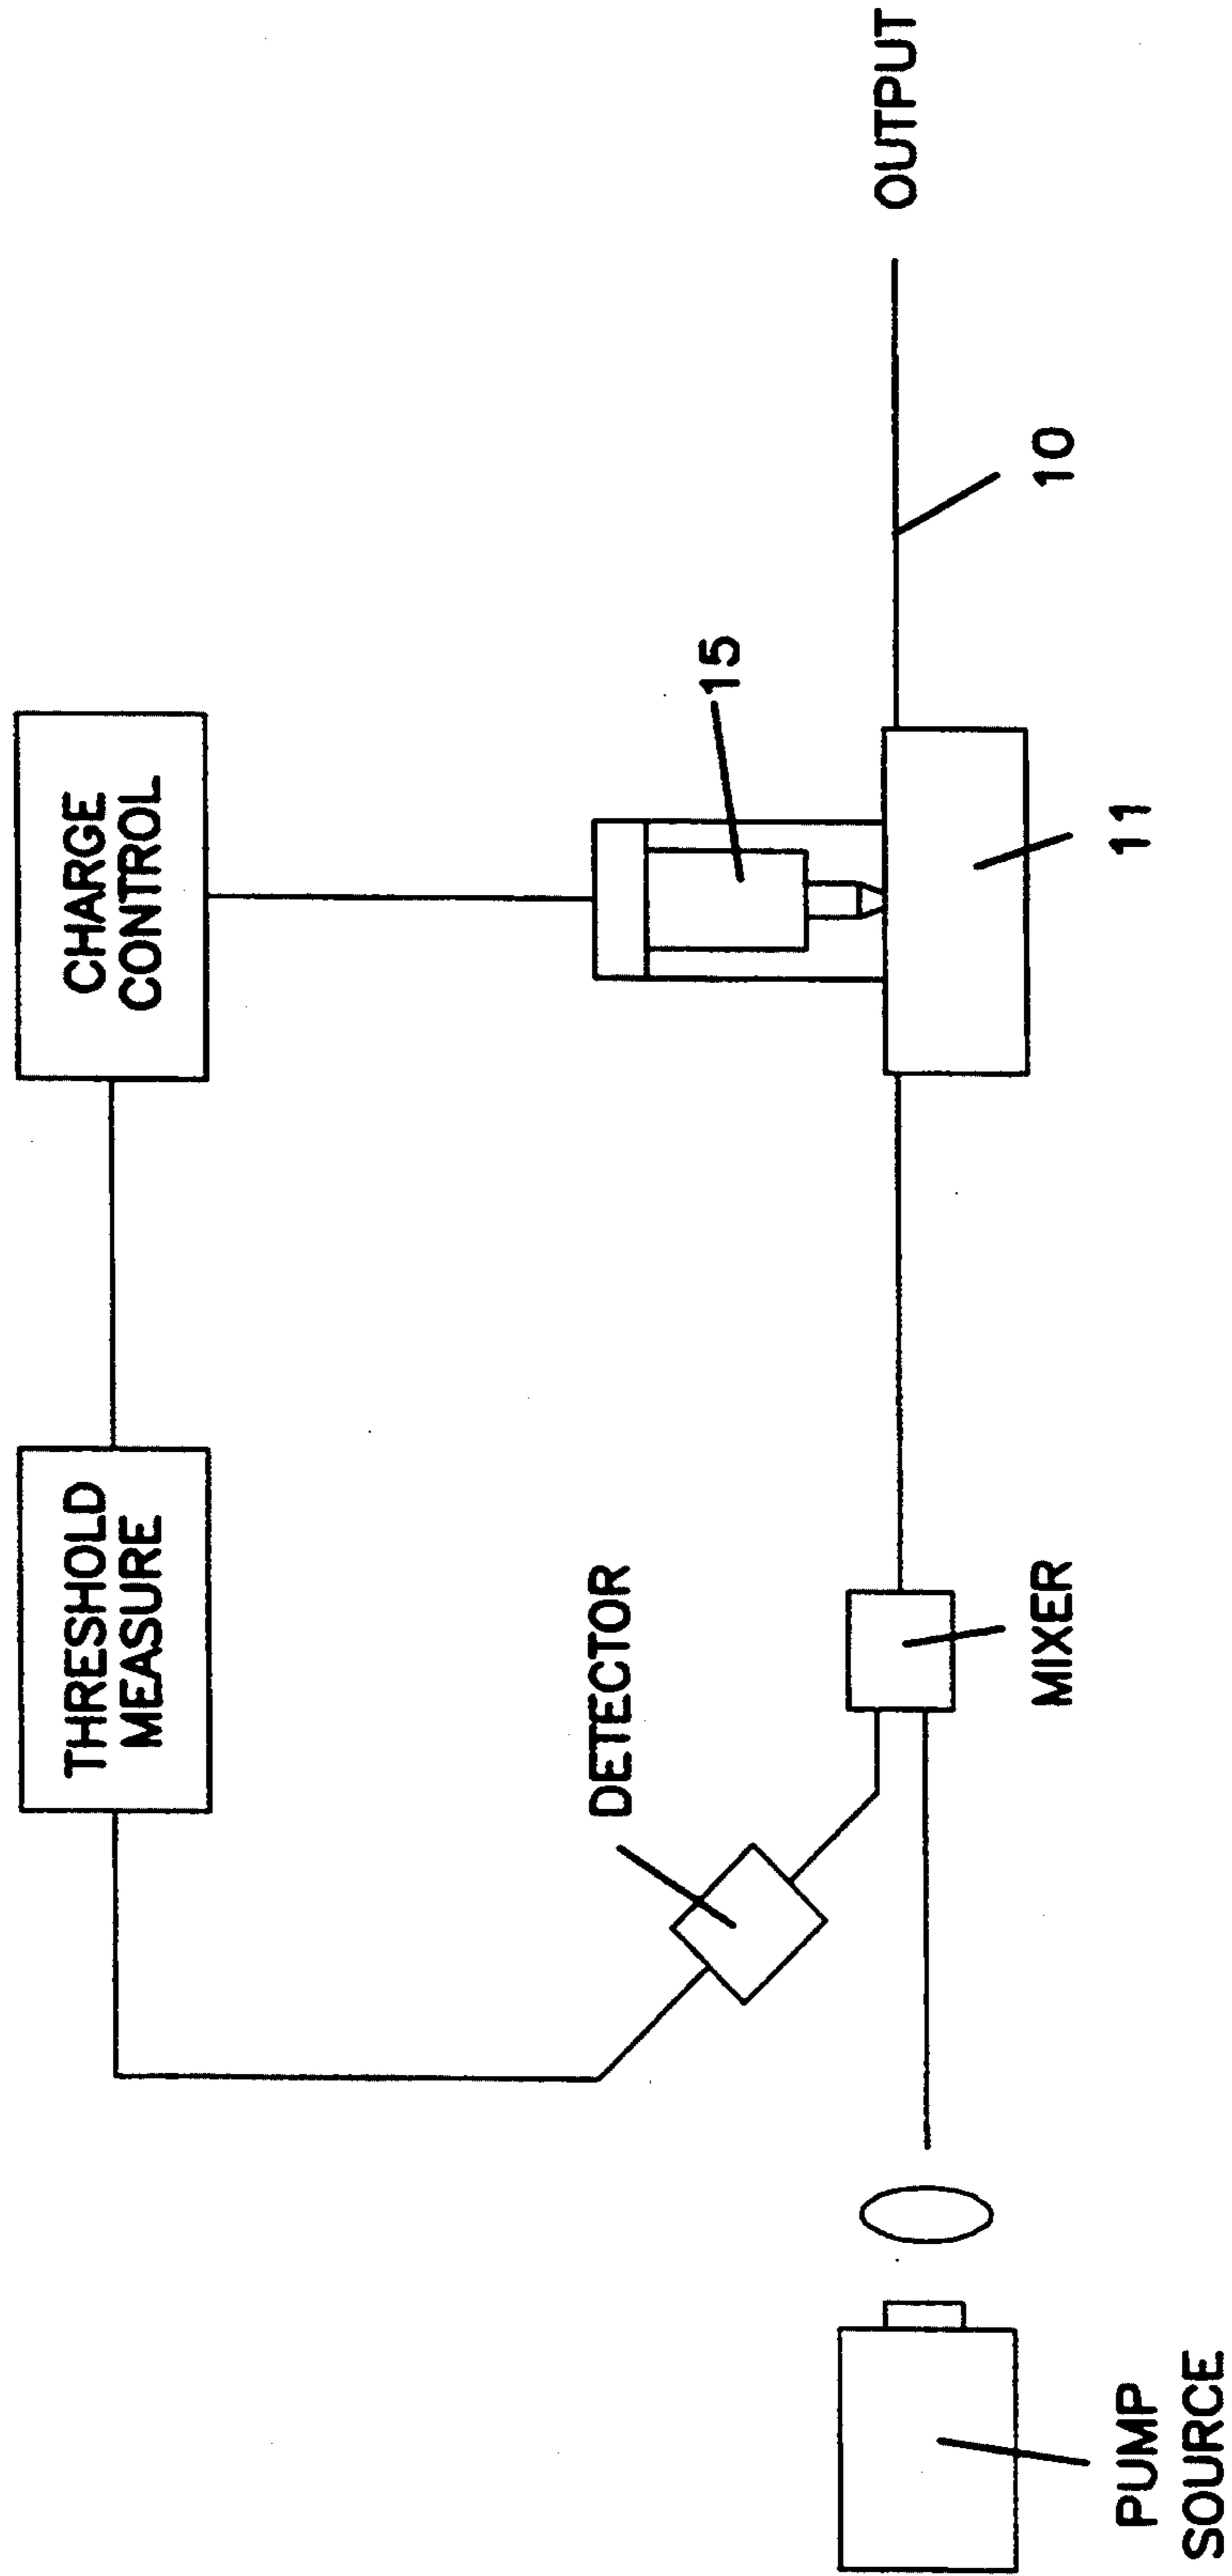 THRESHOLD
MEASURE
CHARGE
CONTROL
DETECTOR
15
OUTPUT
PUMP
SOURCE
MIXER
11
10